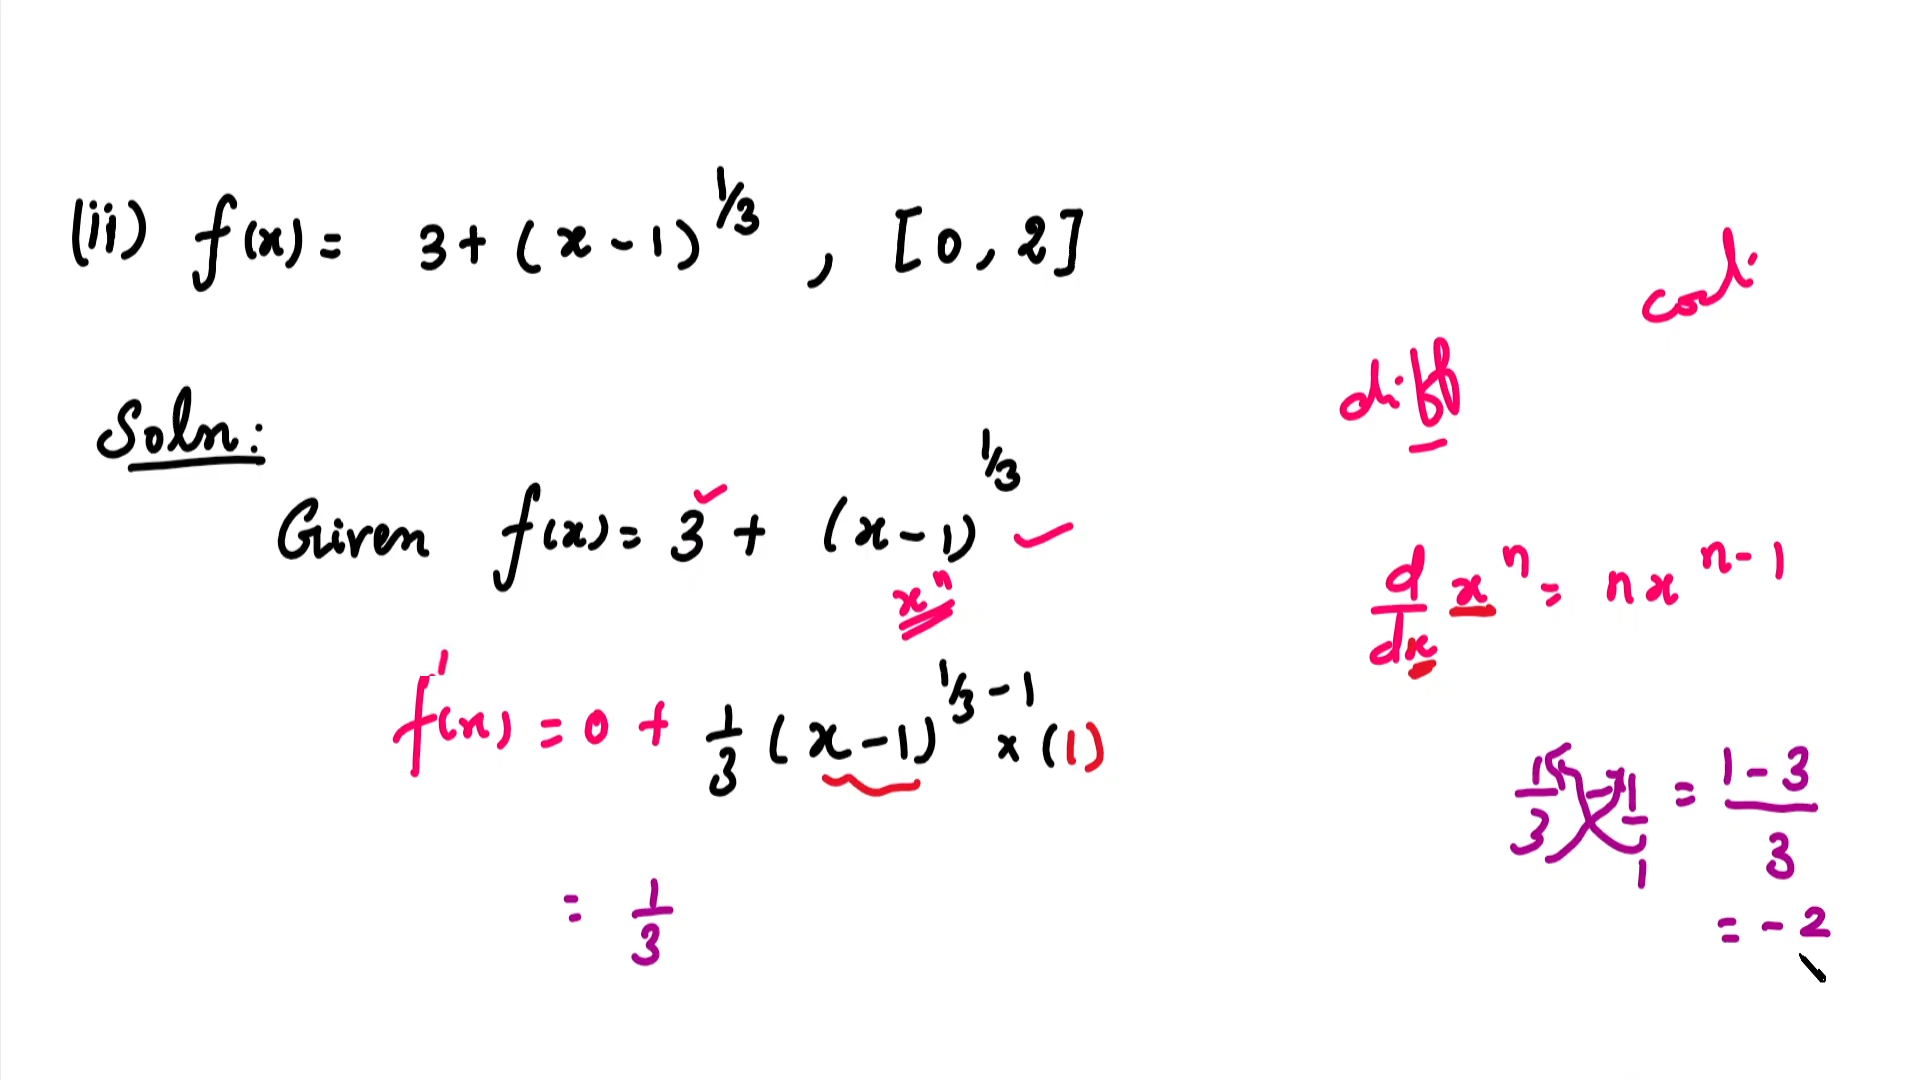 (ii) f(x) = 3 + (x - 1)^1/3 , [0, 2]
Soln:
Given f(x) = 3 + (x - 1)^1/3
x^n
f'(x) = 0 + 1/3 (x - 1)^1/3 - 1 × (1)
= 1/3
diff
d/dx x^n = n x^n - 1
1/3 - 1/1 = 1 - 3/3
= - 2